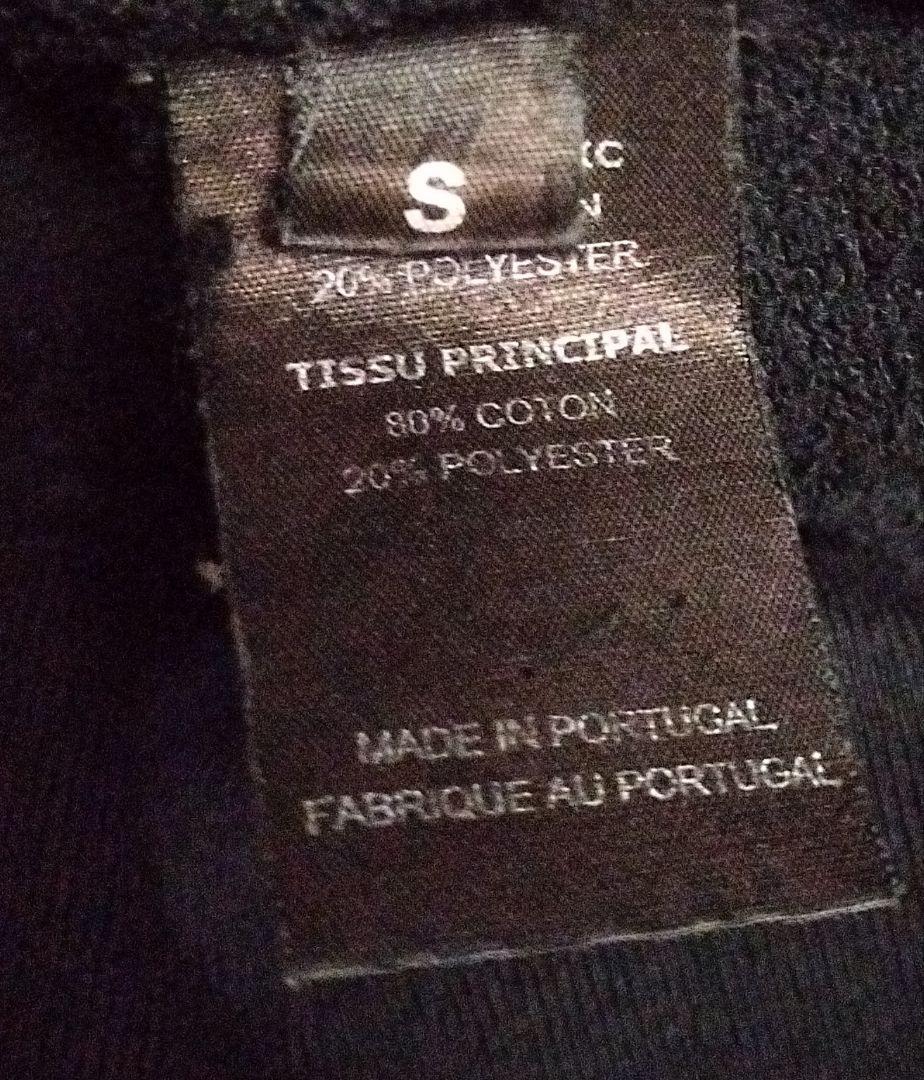 S
20% POLYESTER
TISSU PRINCIPAL
80% COTON
20% POLYESTER
MADE IN PORTUGAL
FABRIQUE AU PORTUGAL